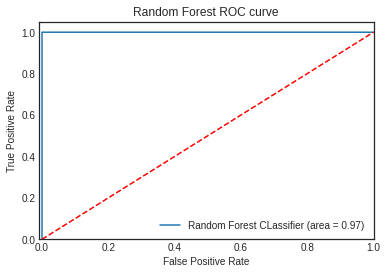 Random Forest ROC curve
True Positive Rate
1.0
0.8
0.6
0.4
0.2
0.0
Random Forest CLassifier (area = 0.97)
0.0 0.2 0.4 0.6 0.8 1.0
False Positive Rate